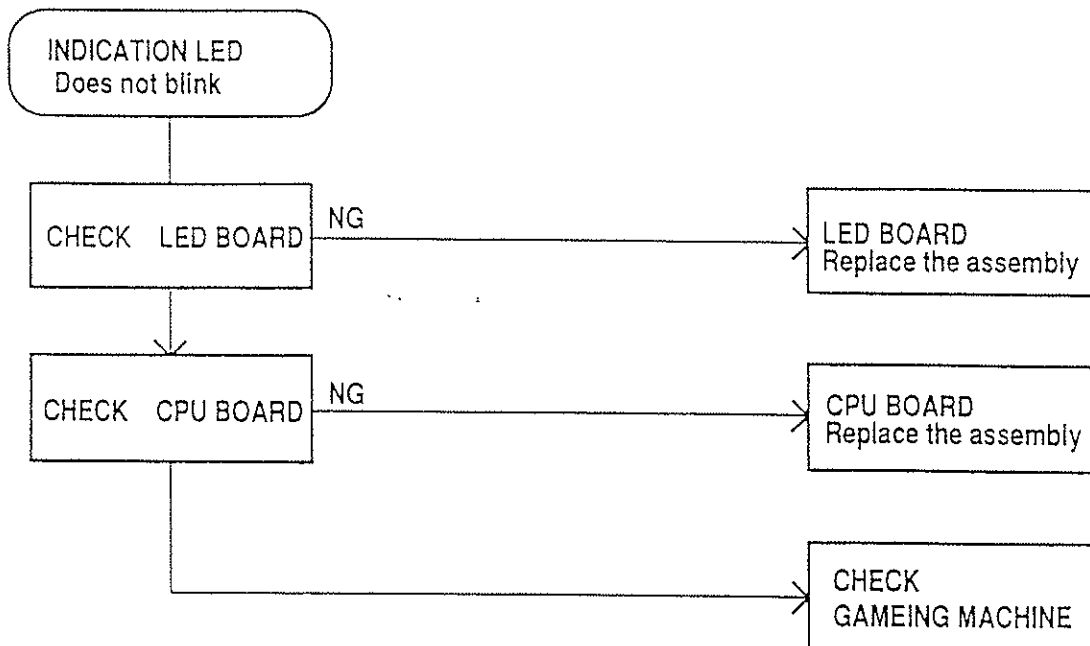 INDICATION LED
Does not blink
CHECK LED BOARD
NG
LED BOARD
Replace the assembly
CHECK CPU BOARD
NG
CPU BOARD
Replace the assembly
CHECK
GAMEING MACHINE